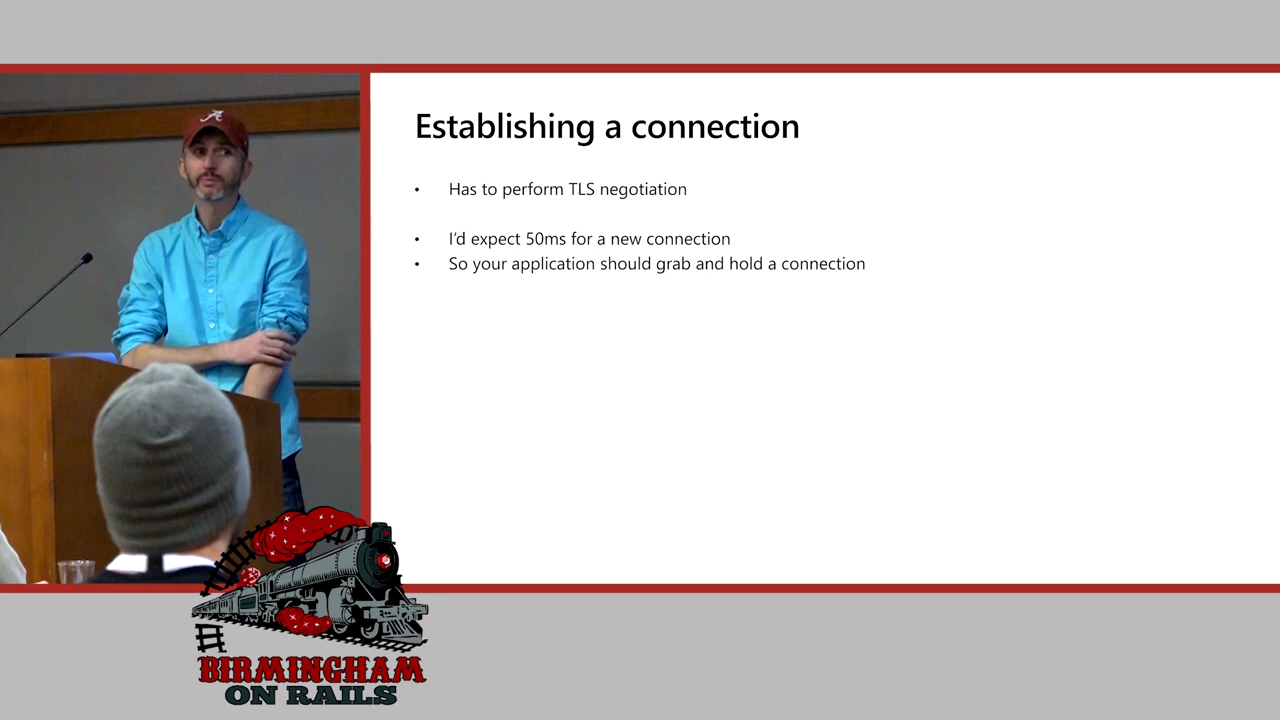 Establishing a connection
• Has to perform TLS negotiation
• I'd expect 50ms for a new connection
• So your application should grab and hold a connection
BIRMINGHAM
ON RAILS